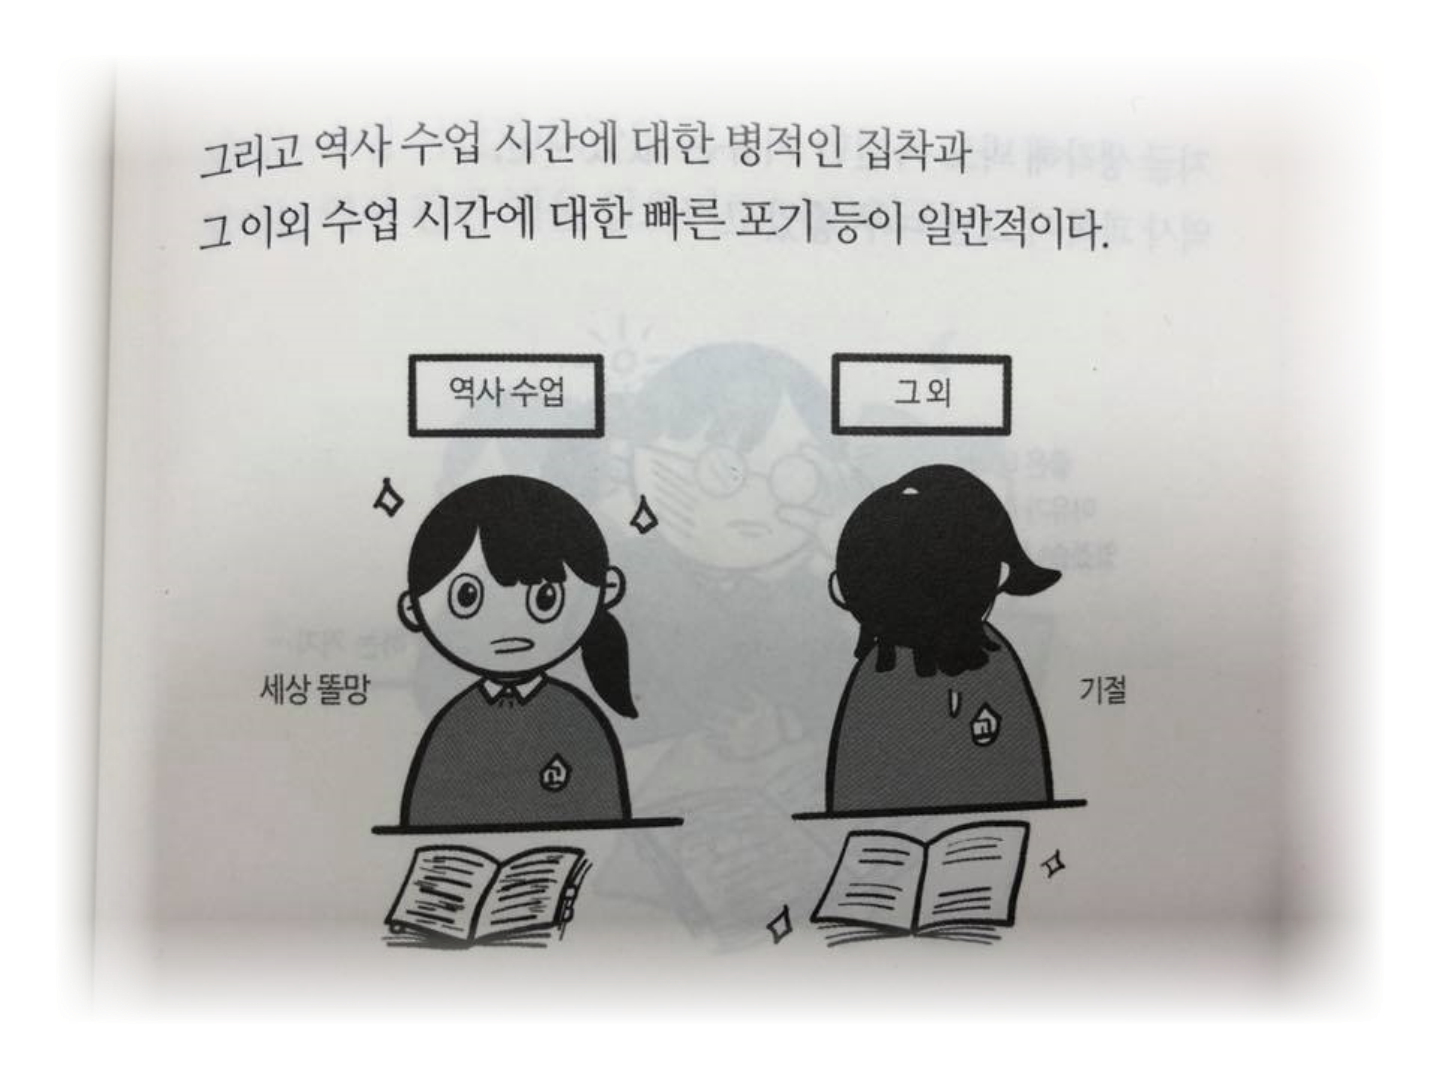 그리고 역사 수업 시간에 대한 병적인 집착과
그 이외 수업 시간에 대한 빠른 포기 등이 일반적이다.
역사 수업
그 외
세상 똘망
기절
고
고